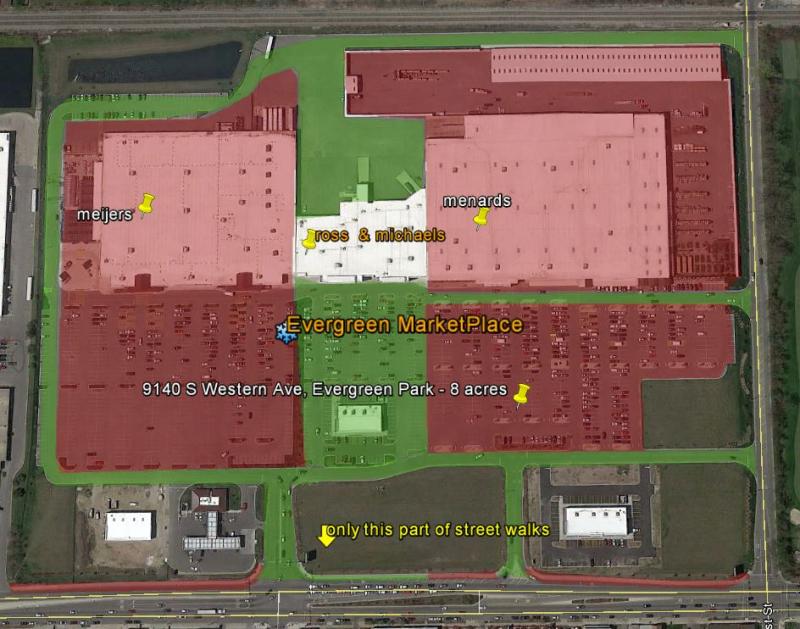 meijers
menards
ross & michaels
Evergreen MarketPlace
9140 S Western Ave, Evergreen Park - 8 acres
only this part of street walks